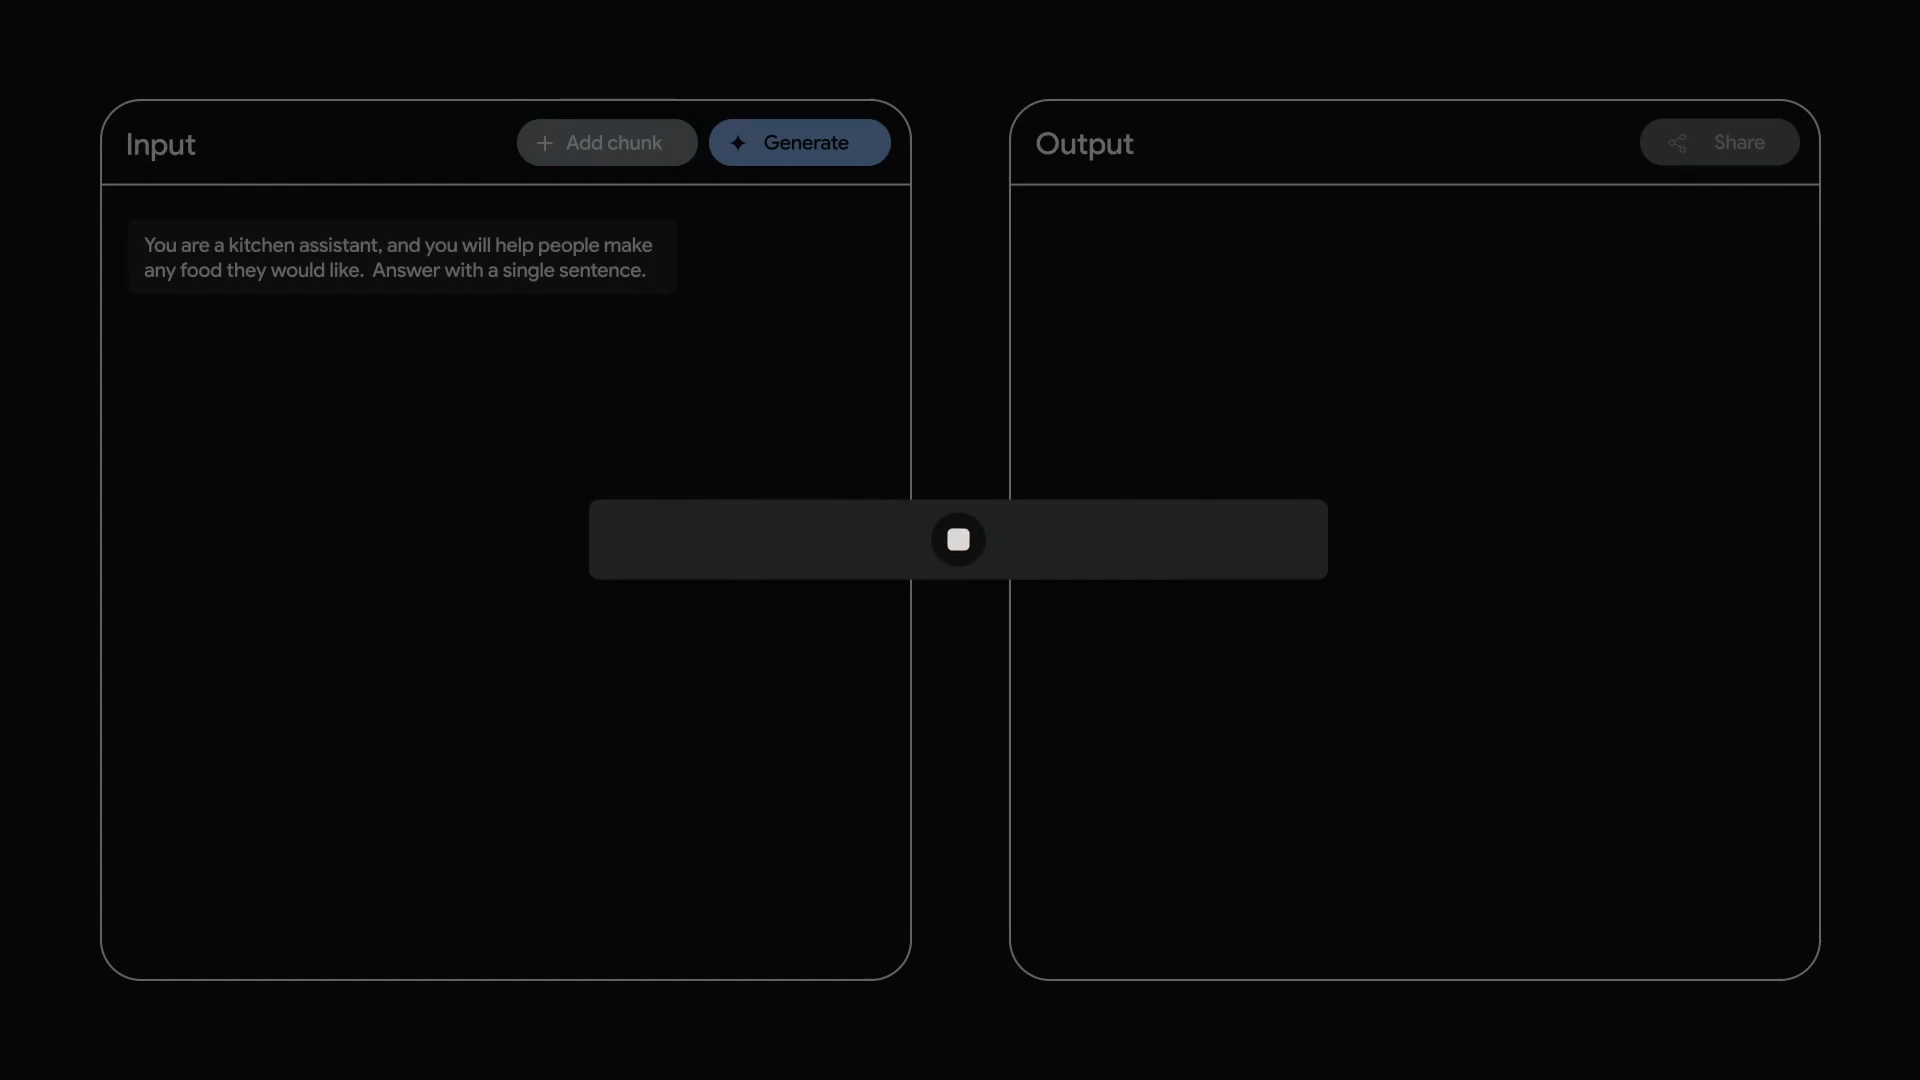 Input
Add chunk
Generate
You are a kitchen assistant, and you will help people make
any food they would like.  Answer with a single sentence.
Output
Share